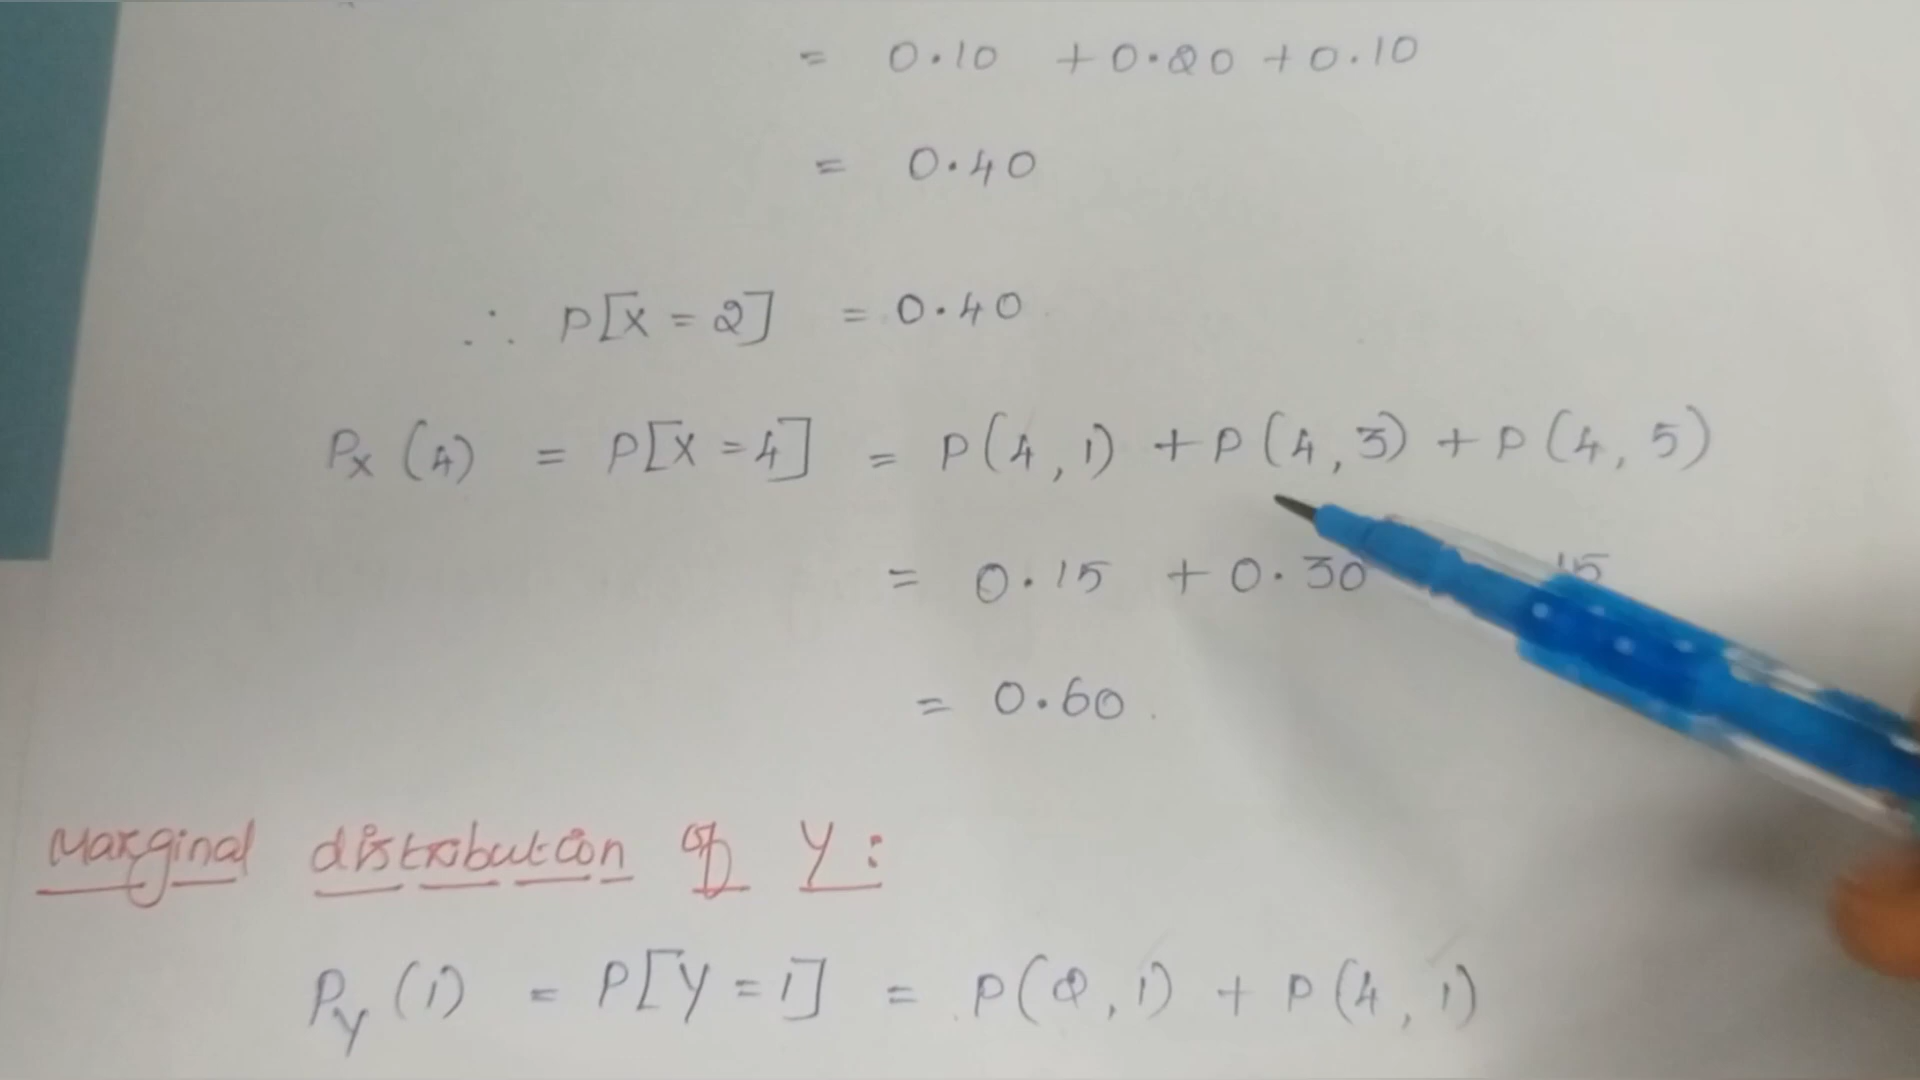 = 0.10 + 0.20 + 0.10
= 0.40
∴ P[X = 2] = 0.40
Px (4) = P[X = 4] = P(4, 1) + P(4, 3) + P(4, 5)
= 0.15 + 0.30 15
= 0.60
Marginal distribution of Y:
Py (1) = P[Y = 1] = P(2, 1) + P(4, 1)